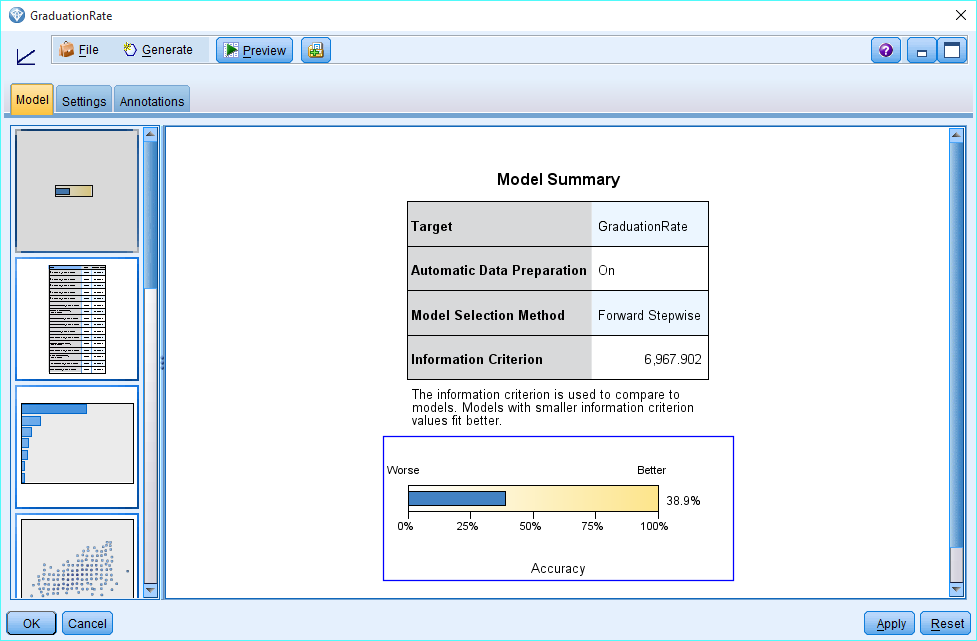 GraduationRate
File Generate Preview
Model Settings Annotations
Model Summary
Target GraduationRate
Automatic Data Preparation On
Model Selection Method Forward Stepwise
Information Criterion 6,967.902
The information criterion is used to compare to
models. Models with smaller information criterion
values fit better.
Worse Better
38.9%
0% 25% 50% 75% 100%
Accuracy
OK Cancel Apply Reset